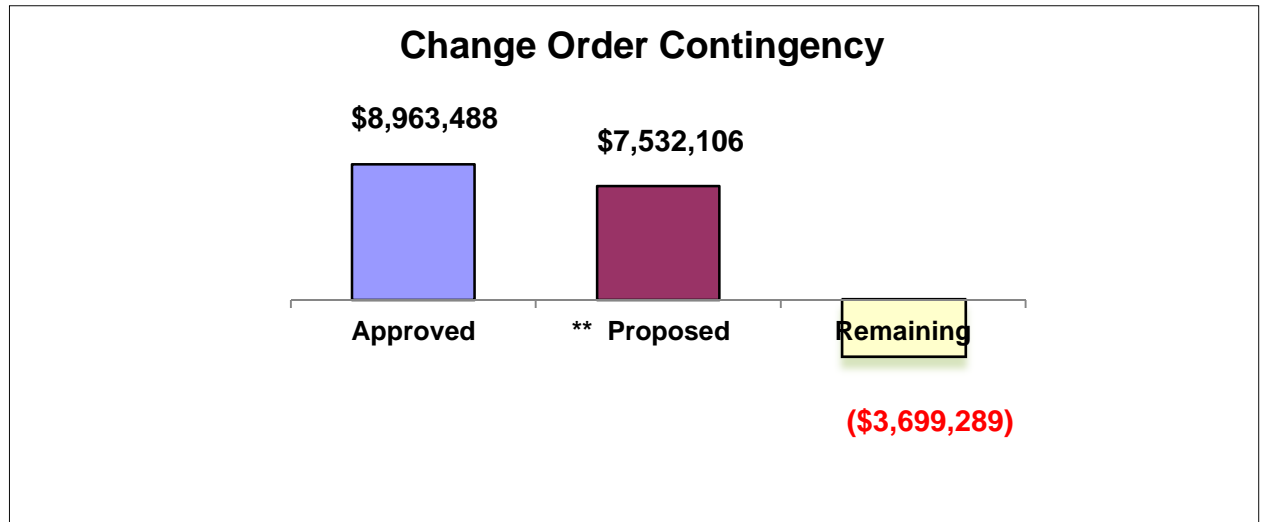 Change Order Contingency
$8,963,488
$7,532,106
Approved
** Proposed
Remaining
($3,699,289)